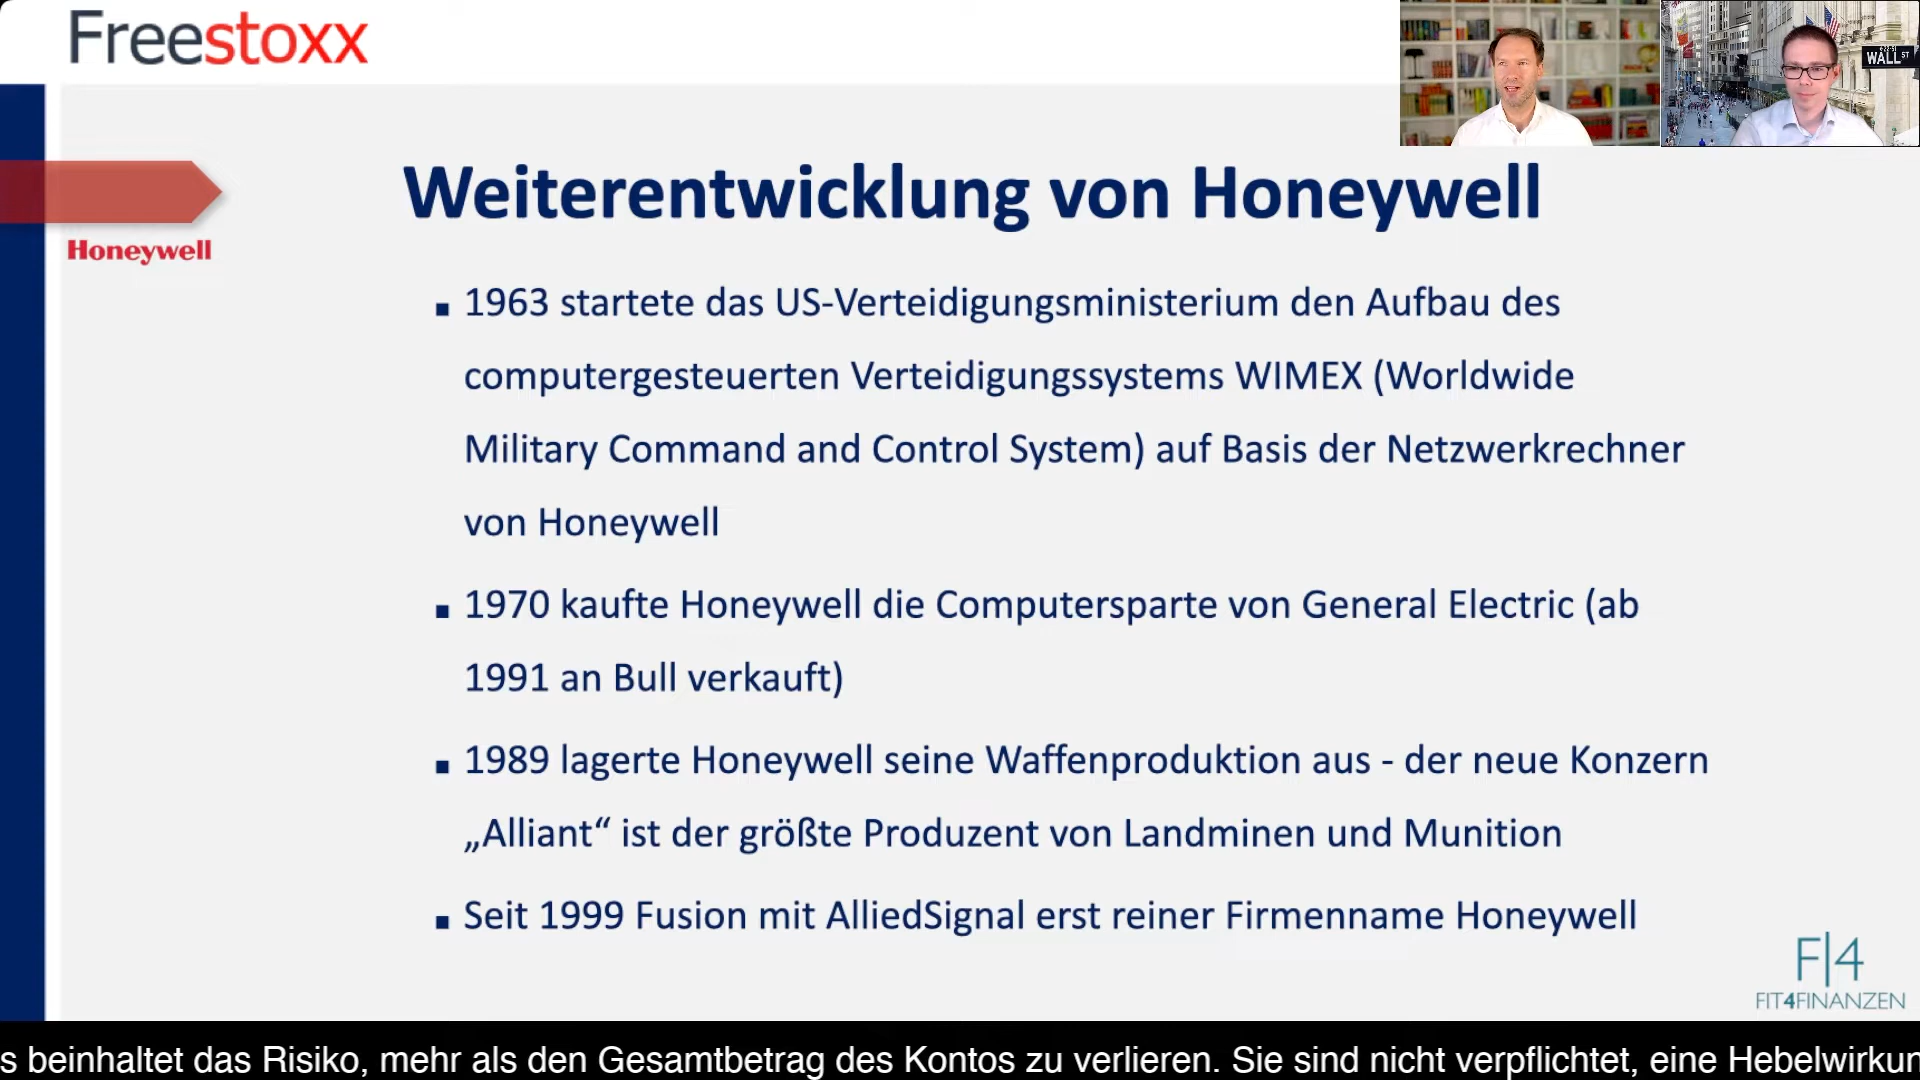 Freestoxx
WALL ST
Weiterentwicklung von Honeywell
Honeywell
▪ 1963 startete das US-Verteidigungsministerium den Aufbau des
computergesteuerten Verteidigungssystems WIMEX (Worldwide
Military Command and Control System) auf Basis der Netzwerkrechner
von Honeywell
▪ 1970 kaufte Honeywell die Computersparte von General Electric (ab
1991 an Bull verkauft)
▪ 1989 lagerte Honeywell seine Waffenproduktion aus - der neue Konzern
„Alliant“ ist der größte Produzent von Landminen und Munition
▪ Seit 1999 Fusion mit AlliedSignal erst reiner Firmenname Honeywell
F|4
FIT4FINANZEN
s beinhaltet das Risiko, mehr als den Gesamtbetrag des Kontos zu verlieren. Sie sind nicht verpflichtet, eine Hebelwirkun